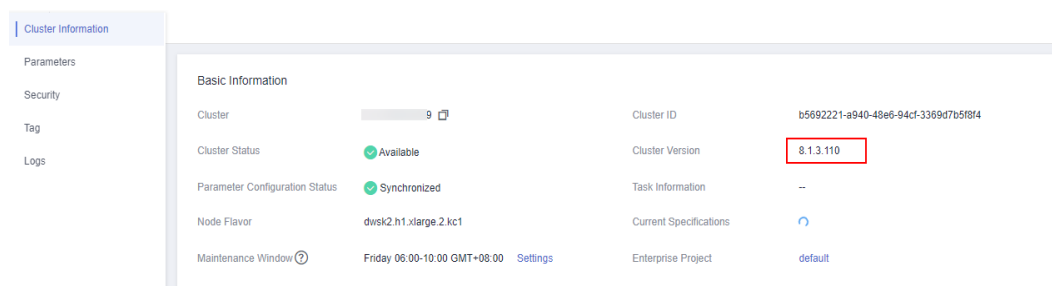 Cluster Information
Parameters
Security
Tag
Logs
Basic Information
Cluster 9 Cluster ID b5692221-a940-48e6-94cf-3369d7b5f8f4
Cluster Status Available Cluster Version 8.1.3.110
Parameter Configuration Status Synchronized Task Information --
Node Flavor dwsk2.h1.xlarge.2.kc1 Current Specifications
Maintenance Window ? Friday 06:00-10:00 GMT+08:00 Settings Enterprise Project default